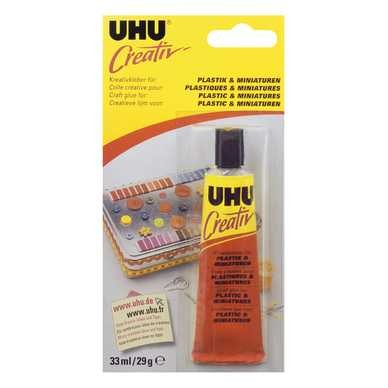 UHU
Creativ
Kreativkleber für:
Colle créative pour:
Craft glue for:
Creatieve lijm voor:
PLASTIK & MINIATUREN
PLASTIQUES & MINIATURES
PLASTIC & MINIATURES
PLASTIC & MINIATUREN
UHU
Creativ
PLASTIK &
MINIATUREN
PLASTIQUES &
MINIATURES
PLASTIC &
MINIATURES
PLASTIC &
MINIATUREN
www.uhu.de
www.uhu.fr
33 ml/29 g e